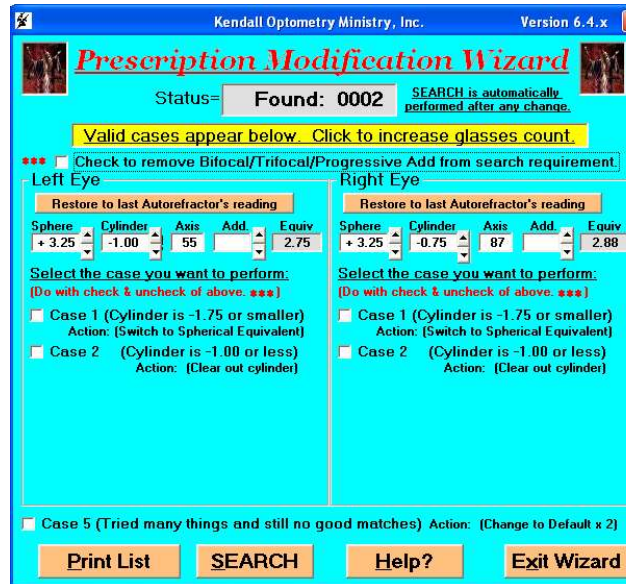 Kendall Optometry Ministry, Inc. Version 6.4.x
Prescription Modification Wizard
Status= Found: 0002 SEARCH is automatically
performed after any change.
Valid cases appear below. Click to increase glasses count.
*** Check to remove Bifocal/Trifocal/Progressive Add from search requirement.
Left Eye
Restore to last Autorefractor's reading
Sphere Cylinder Axis Add. Equiv
+ 3.25 -1.00 55 2.75
Select the case you want to perform:
(Do with check & uncheck of above. ***)
Case 1 (Cylinder is -1.75 or smaller)
Action: (Switch to Spherical Equivalent)
Case 2 (Cylinder is -1.00 or less)
Action: (Clear out cylinder)
Right Eye
Restore to last Autorefractor's reading
Sphere Cylinder Axis Add. Equiv
+ 3.25 -0.75 87 2.88
Select the case you want to perform:
(Do with check & uncheck of above. ***)
Case 1 (Cylinder is -1.75 or smaller)
Action: (Switch to Spherical Equivalent)
Case 2 (Cylinder is -1.00 or less)
Action: (Clear out cylinder)
Case 5 (Tried many things and still no good matches) Action: (Change to Default x 2)
Print List SEARCH Help? Exit Wizard